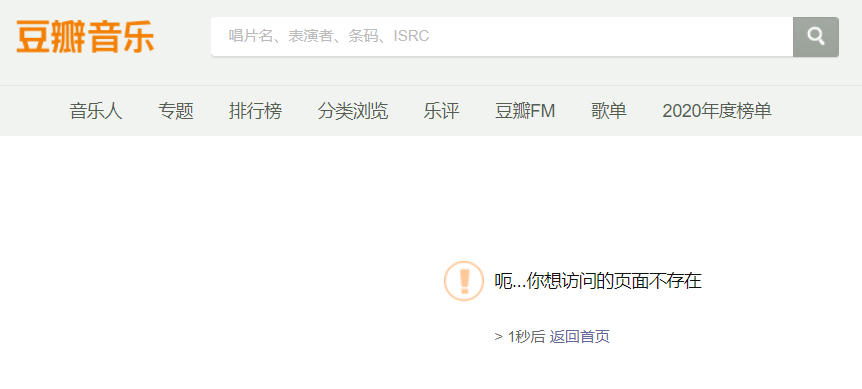 豆瓣音乐
唱片名、表演者、条码、ISRC
音乐人 专题 排行榜 分类浏览 乐评 豆瓣FM 歌单 2020年度榜单
呃...你想访问的页面不存在
> 1秒后 返回首页